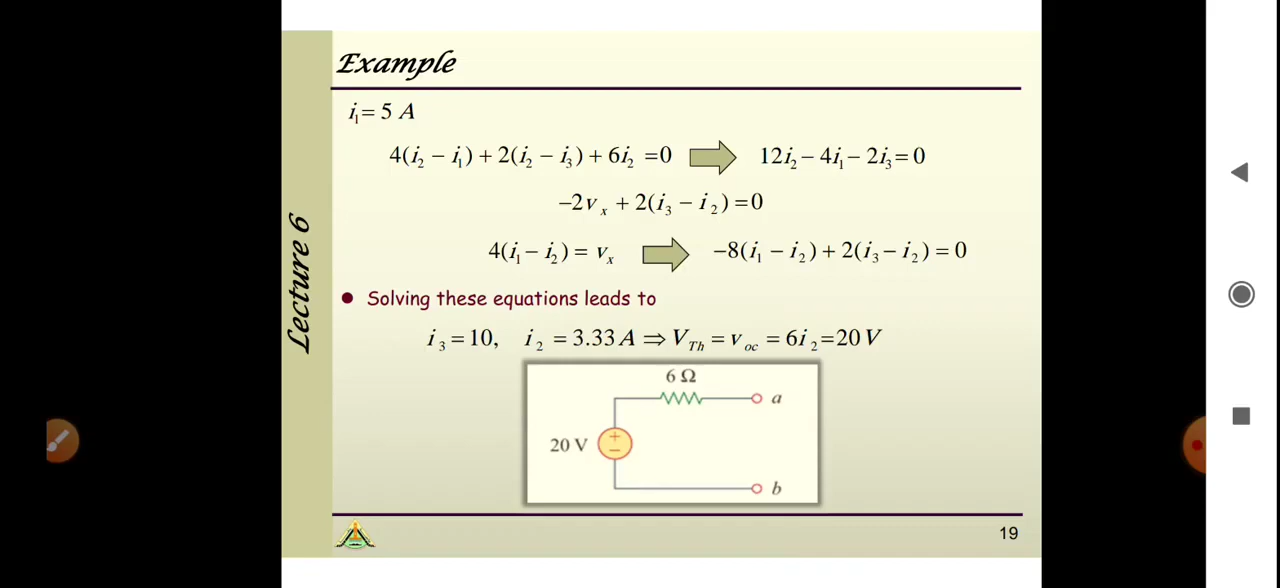 Example
i₁ = 5 A
4(i₂ − i₁) + 2(i₂ − i₃) + 6i₂ = 0 12i₂ − 4i₁ − 2i₃ = 0
−2vₓ + 2(i₃ − i₂) = 0
4(i₁ − i₂) = vₓ −8(i₁ − i₂) + 2(i₃ − i₂) = 0
Lecture 6
● Solving these equations leads to
i₃ = 10, i₂ = 3.33 A ⇒ V_Th = v_oc = 6i₂ = 20 V
6 Ω
a
20 V
+
−
b
19